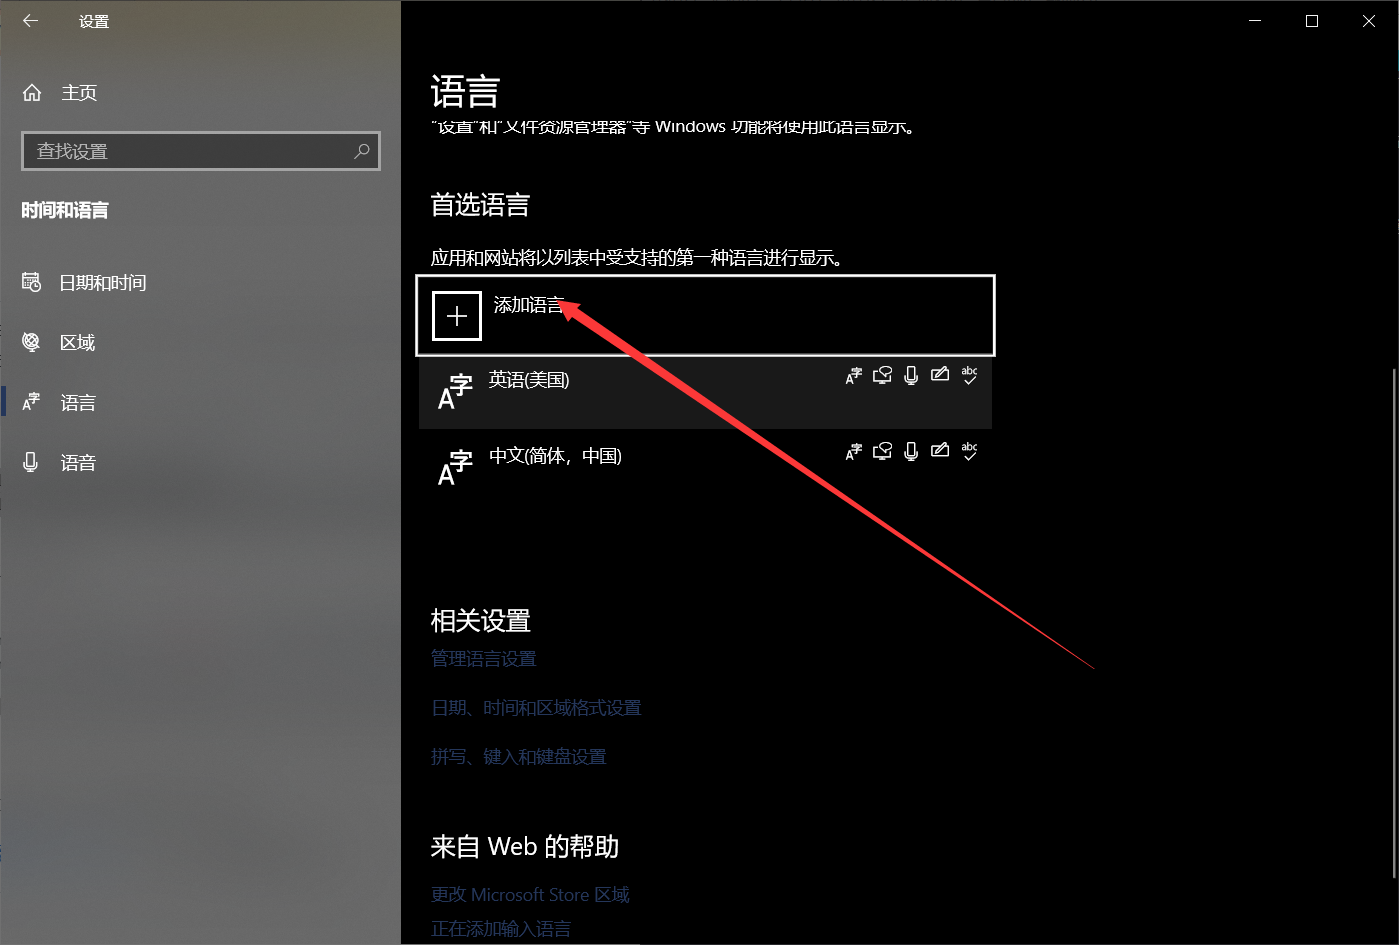 设置
主页
查找设置
时间和语言
日期和时间
区域
语言
语音
语言
“设置”和“文件资源管理器”等 Windows 功能将使用此语言显示。
首选语言
应用和网站将以列表中受支持的第一种语言进行显示。
添加语言
英语(美国)
中文(简体，中国)
相关设置
管理语言设置
日期、时间和区域格式设置
拼写、键入和键盘设置
来自 Web 的帮助
更改 Microsoft Store 区域
正在添加输入语言